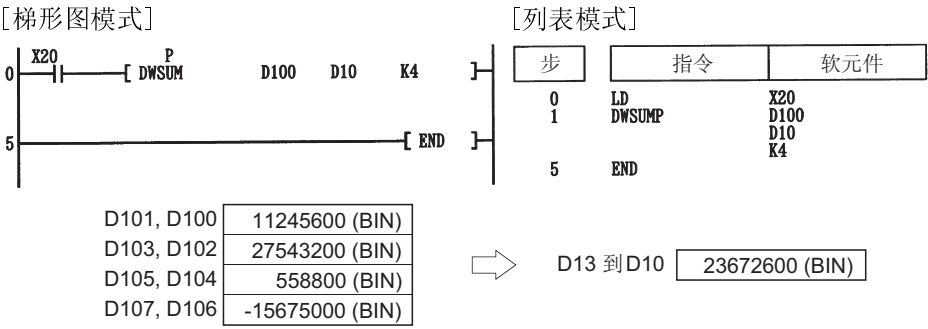 [梯形图模式]
[列表模式]
X20 P
0 [ DWSUM D100 D10 K4 ]
5 [ END ]
步 指令 软元件
0 LD X20
1 DWSUMP D100
D10
K4
5 END
D101, D100 11245600 (BIN)
D103, D102 27543200 (BIN)
D105, D104 558800 (BIN)
D107, D106 -15675000 (BIN)
D13 到D10 23672600 (BIN)